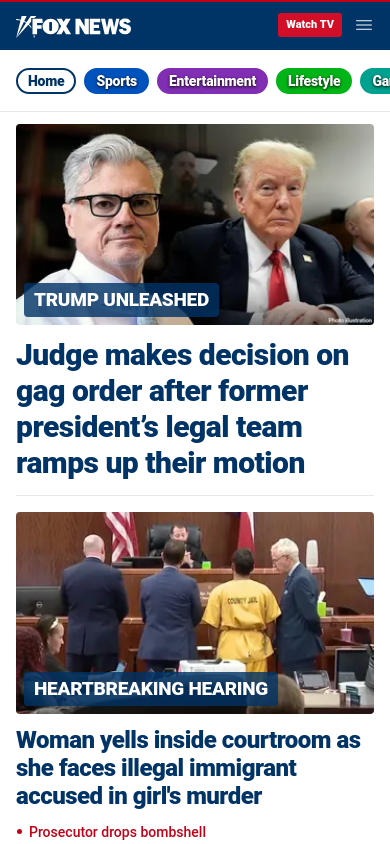 FOX NEWS
Watch TV
Home
Sports
Entertainment
Lifestyle
Ga
Photo Illustration
TRUMP UNLEASHED
Judge makes decision on
gag order after former
president’s legal team
ramps up their motion
COUNTY JAIL
HEARTBREAKING HEARING
Woman yells inside courtroom as
she faces illegal immigrant
accused in girl's murder
Prosecutor drops bombshell